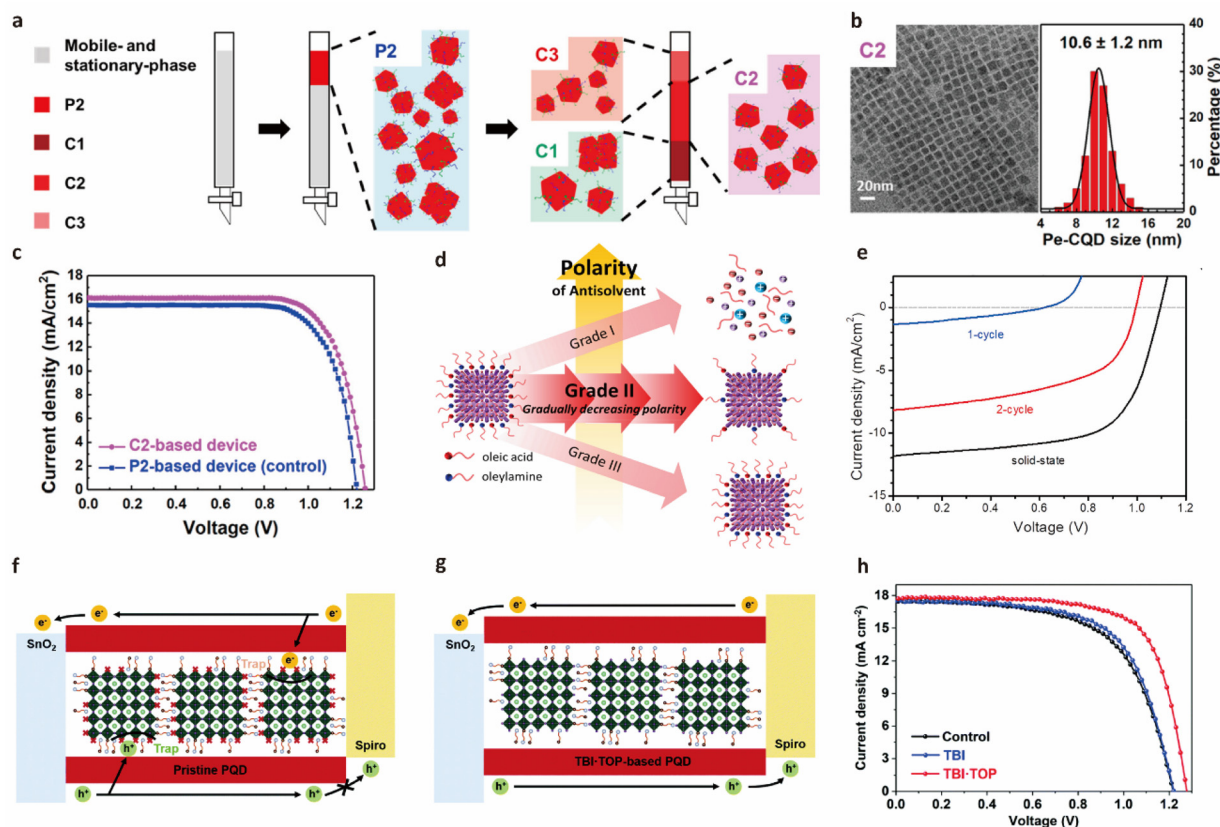 a
Mobile- and
stationary-phase
P2
C1
C2
C3
P2
C3
C1
C2
b
C2
20nm
10.6 ± 1.2 nm
40
30
20
10
0
Percentage (%)
4 8 12 16 20
Pe-CQD size (nm)
c
Current density (mA/cm²)
18
16
14
12
10
8
6
4
2
0
C2-based device
P2-based device (control)
0.0 0.2 0.4 0.6 0.8 1.0 1.2
Voltage (V)
d
Polarity
of Antisolvent
Grade I
Grade II
Gradually decreasing polarity
Grade III
oleic acid
oleylamine
e
Current density (mA/cm²)
0
-5
-10
-15
1-cycle
2-cycle
solid-state
0.0 0.2 0.4 0.6 0.8 1.0 1.2
Voltage (V)
f
e⁻ e⁻ e⁻
SnO₂
e⁻
Trap
h⁺ Trap
Spiro
Pristine PQD
h⁺ h⁺ h⁺
g
e⁻ e⁻ e⁻
SnO₂
Spiro
TBI·TOP-based PQD
h⁺ h⁺ h⁺
h
Current density (mA cm⁻²)
18
15
12
9
6
3
0
Control
TBI
TBI·TOP
0.0 0.2 0.4 0.6 0.8 1.0 1.2
Voltage (V)